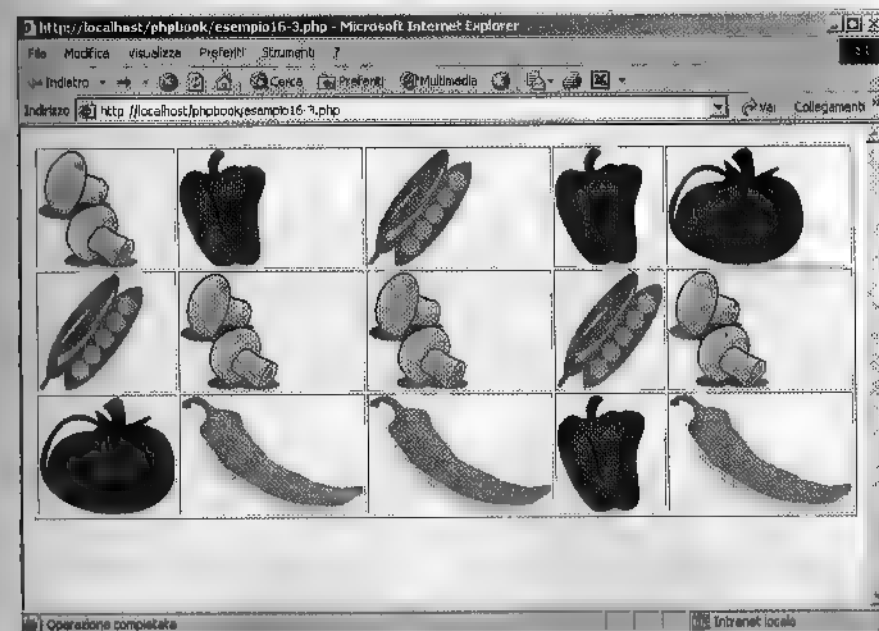 http://localhost/phpbook/esempio16-3.php - Microsoft Internet Explorer
File Modifica Visualizza Preferiti Strumenti ?
Indietro Cerca Preferiti Multimedia
Indirizzo http://localhost/phpbook/esempio16-3.php Vai Collegamenti
Operazione completata Intranet locale